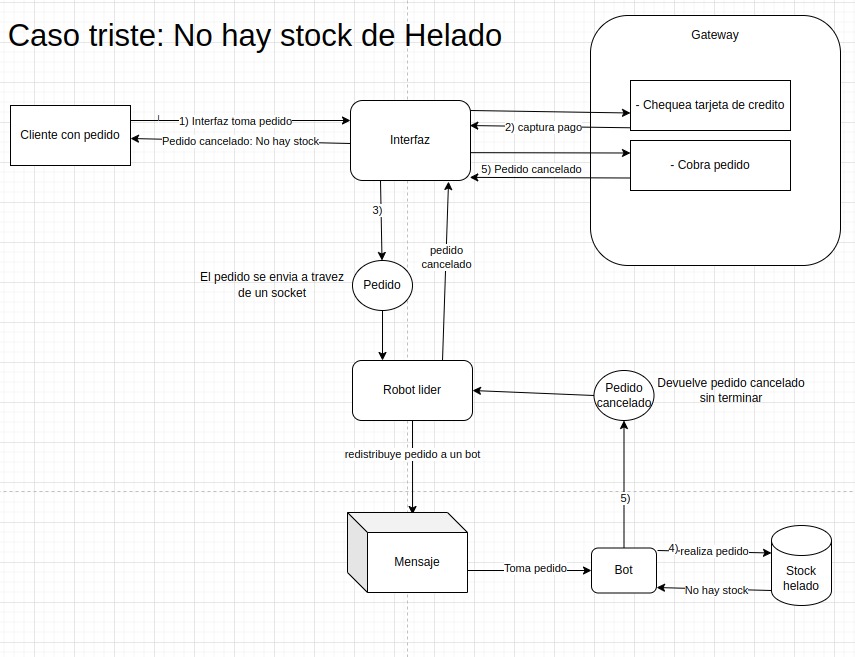 Caso triste: No hay stock de Helado
Gateway
- Chequea tarjeta de credito
Cliente con pedido
1) Interfaz toma pedido
Pedido cancelado: No hay stock
Interfaz
2) captura pago
5) Pedido cancelado
- Cobra pedido
3)
pedido
cancelado
El pedido se envia a travez
de un socket
Pedido
Robot lider
Pedido
cancelado
Devuelve pedido cancelado
sin terminar
redistribuye pedido a un bot
5)
Mensaje
Toma pedido
Bot
4)
realiza pedido
No hay stock
Stock
helado